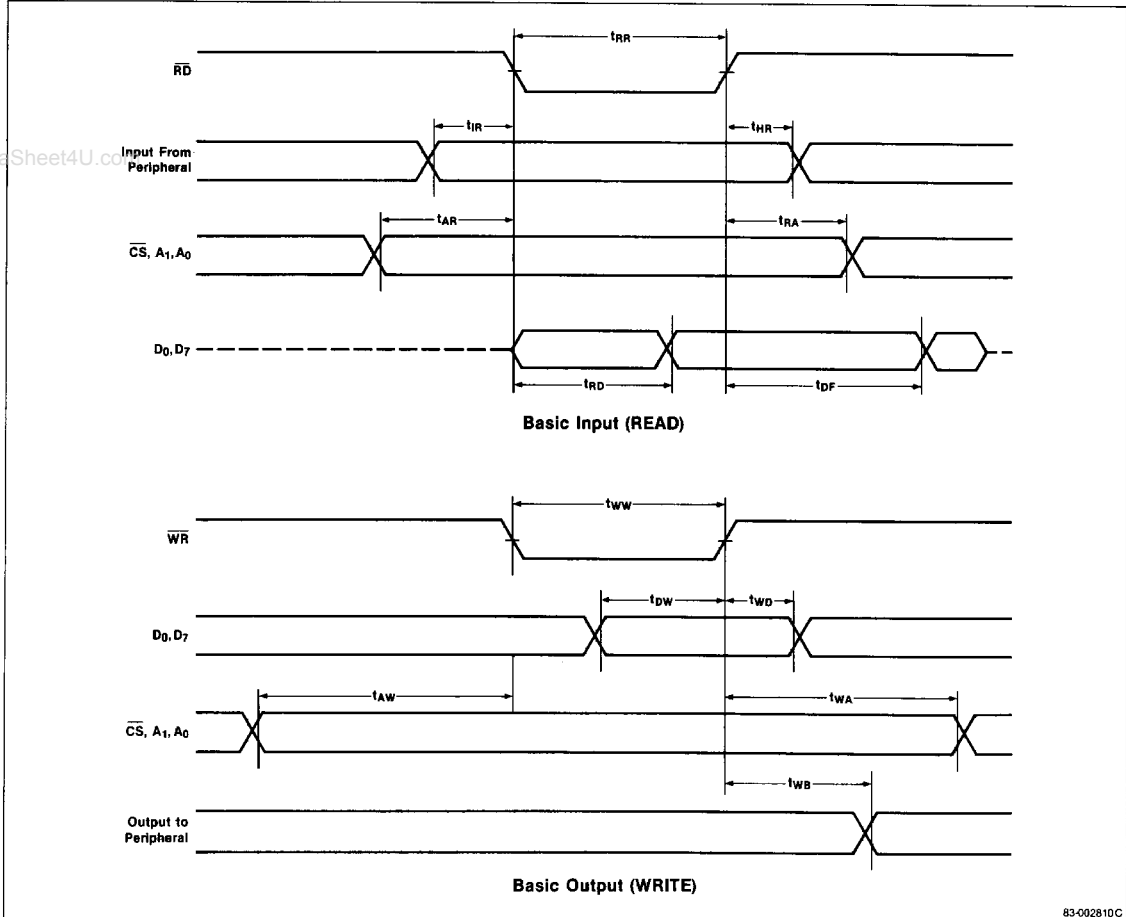 tRR
RD
tIR
tHR
aSheet4U.com
Input From
Peripheral
tAR
tRA
CS, A1, A0
D0, D7
tRD
tDF
Basic Input (READ)
tWW
WR
tDW
tWD
D0, D7
tAW
tWA
CS, A1, A0
tWB
Output to
Peripheral
Basic Output (WRITE)
83-002810C